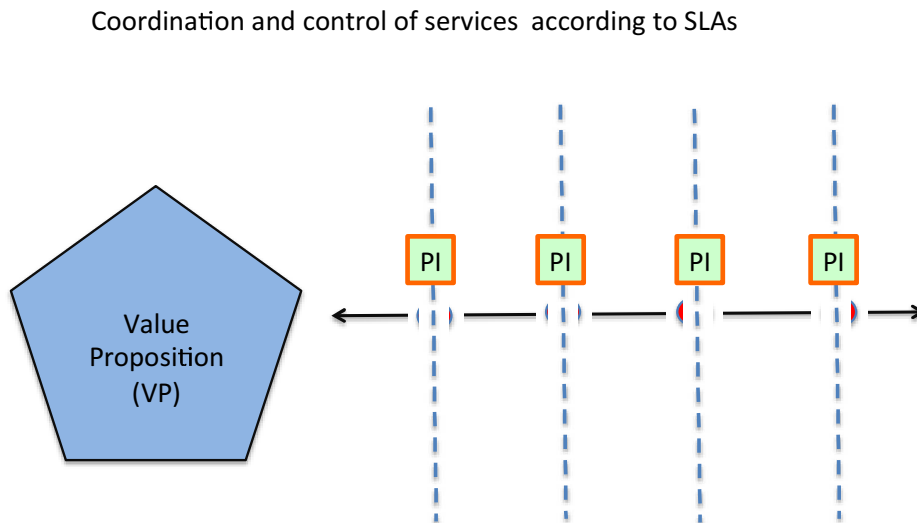 Coordination and control of services according to SLAs
PI PI PI PI
Value
Proposition
(VP)